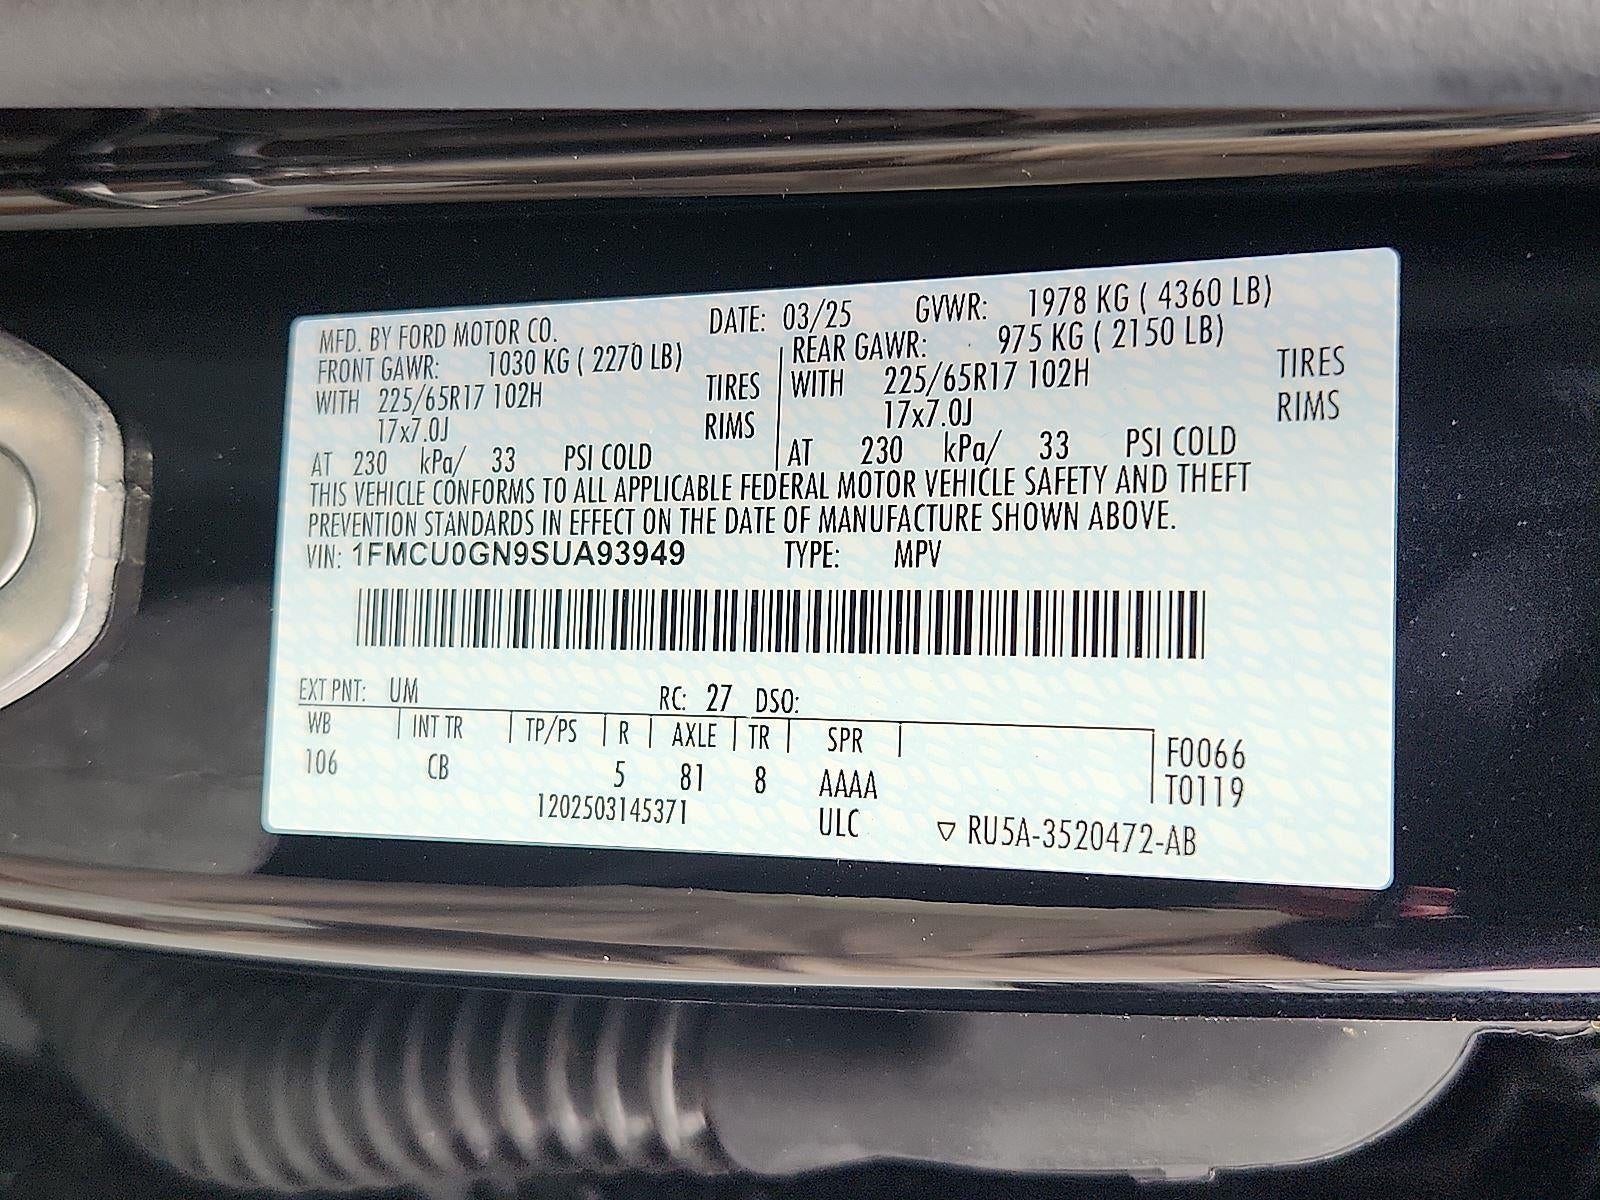 MFD. BY FORD MOTOR CO. DATE: 03/25 GVWR: 1978 KG ( 4360 LB)
FRONT GAWR: 1030 KG ( 2270 LB) REAR GAWR: 975 KG ( 2150 LB)
WITH 225/65R17 102H TIRES WITH 225/65R17 102H TIRES
17x7.0J RIMS 17x7.0J RIMS
AT 230 kPa/ 33 PSI COLD AT 230 kPa/ 33 PSI COLD
THIS VEHICLE CONFORMS TO ALL APPLICABLE FEDERAL MOTOR VEHICLE SAFETY AND THEFT
PREVENTION STANDARDS IN EFFECT ON THE DATE OF MANUFACTURE SHOWN ABOVE.
VIN: 1FMCU0GN9SUA93949 TYPE: MPV
EXT PNT: UM RC: 27 DSO:
WB INT TR TP/PS R AXLE TR SPR F0066
106 CB 5 81 8 AAAA T0119
1202503145371 ULC ▽ RU5A-3520472-AB